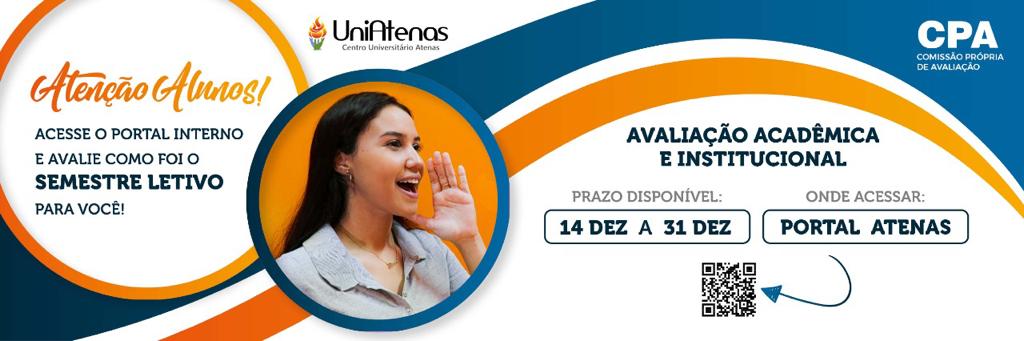 UniAtenas
Centro Universitário Atenas
CPA
COMISSÃO PRÓPRIA
DE AVALIAÇÃO
Atenção Alunos!
ACESSE O PORTAL INTERNO
E AVALIE COMO FOI O
SEMESTRE LETIVO
PARA VOCÊ!
AVALIAÇÃO ACADÊMICA
E INSTITUCIONAL
PRAZO DISPONÍVEL:
14 DEZ A 31 DEZ
ONDE ACESSAR:
PORTAL ATENAS